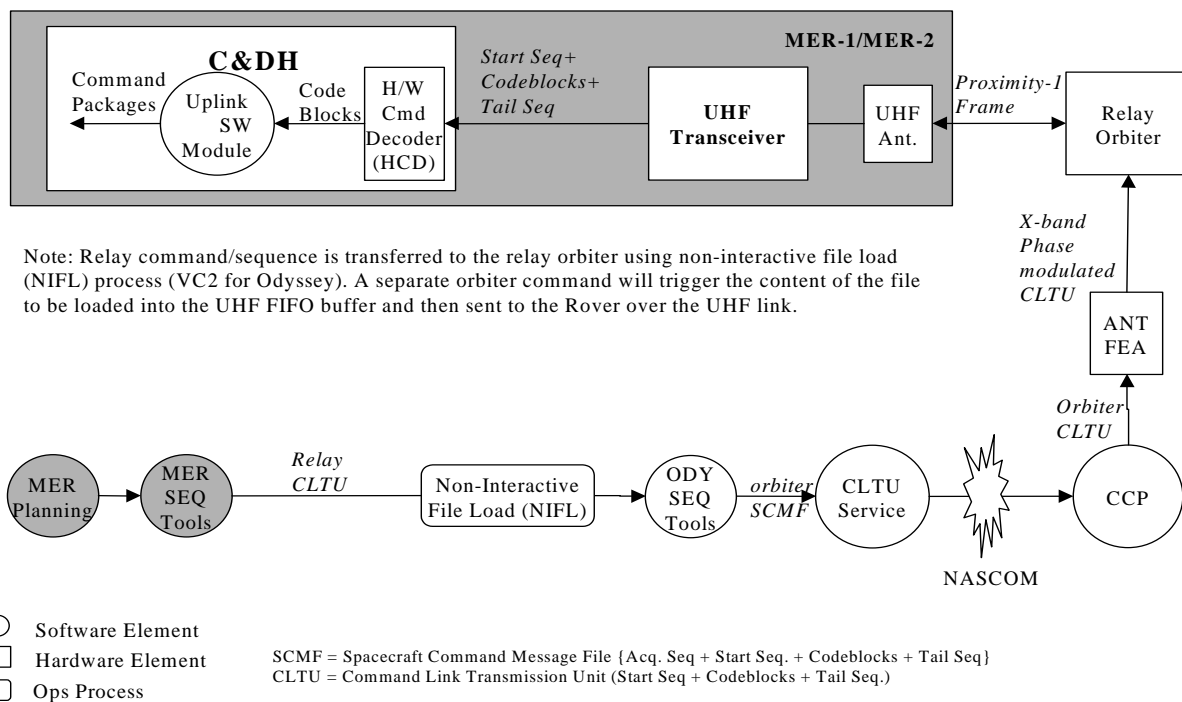 MER-1/MER-2
C&DH
Command
Packages
Uplink
SW
Module
Code
Blocks
H/W
Cmd
Decoder
(HCD)
Start Seq+
Codeblocks+
Tail Seq
UHF
Transceiver
UHF
Ant.
Proximity-1
Frame
Relay
Orbiter
Note: Relay command/sequence is transferred to the relay orbiter using non-interactive file load
(NIFL) process (VC2 for Odyssey). A separate orbiter command will trigger the content of the file
to be loaded into the UHF FIFO buffer and then sent to the Rover over the UHF link.
X-band
Phase
modulated
CLTU
ANT
FEA
Orbiter
CLTU
MER
Planning
MER
SEQ
Tools
Relay
CLTU
Non-Interactive
File Load (NIFL)
ODY
SEQ
Tools
orbiter
SCMF
CLTU
Service
NASCOM
CCP
Software Element
Hardware Element
Ops Process
SCMF = Spacecraft Command Message File {Acq. Seq + Start Seq. + Codeblocks + Tail Seq}
CLTU = Command Link Transmission Unit (Start Seq + Codeblocks + Tail Seq.)